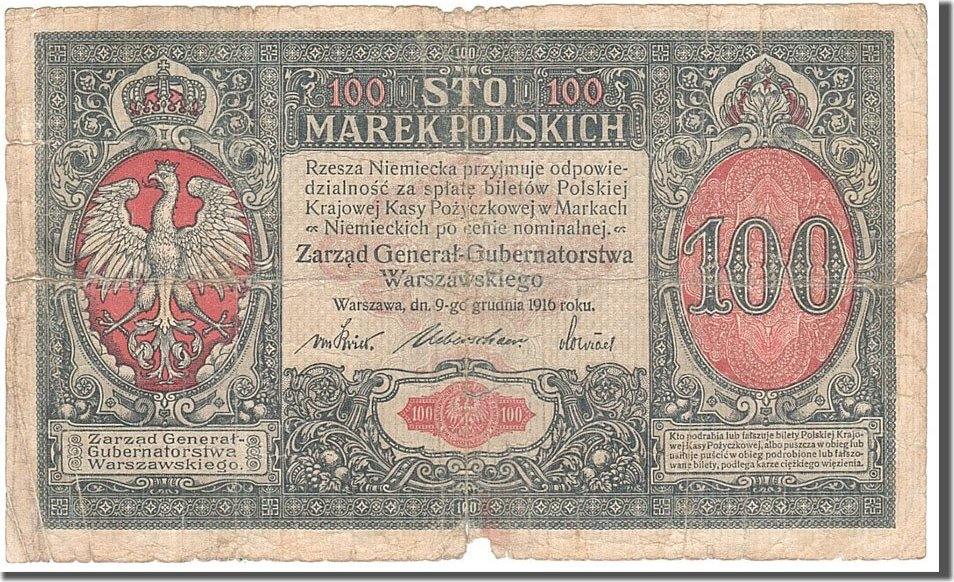 100
100 STO 100
MAREK POLSKICH
Rzesza Niemiecka przyjmuje odpowie-
dzialność za spłatę biletów Polskiej
Krajowej Kasy Pożyczkowej w Markach
Niemieckich po cenie nominalnej.
Zarząd Generał-Gubernatorstwa
Warszawskiego
Warszawa, dn. 9-go grudnia 1916 roku.
100
100 100
Zarząd Generał-
Gubernatorstwa
Warszawskiego.
Kto podrabia lub fałszuje bilety Polskiej Krajo-
wej Kasy Pożyczkowej, albo puszcza w obieg lub
usiłuje puścić w obieg podrobione lub fałszo-
wane bilety, podlega karze ciężkiego więzienia.
100